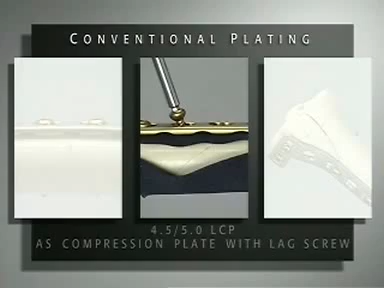 CONVENTIONAL PLATING
4.5/5.0 LCP
AS COMPRESSION PLATE WITH LAG SCREW